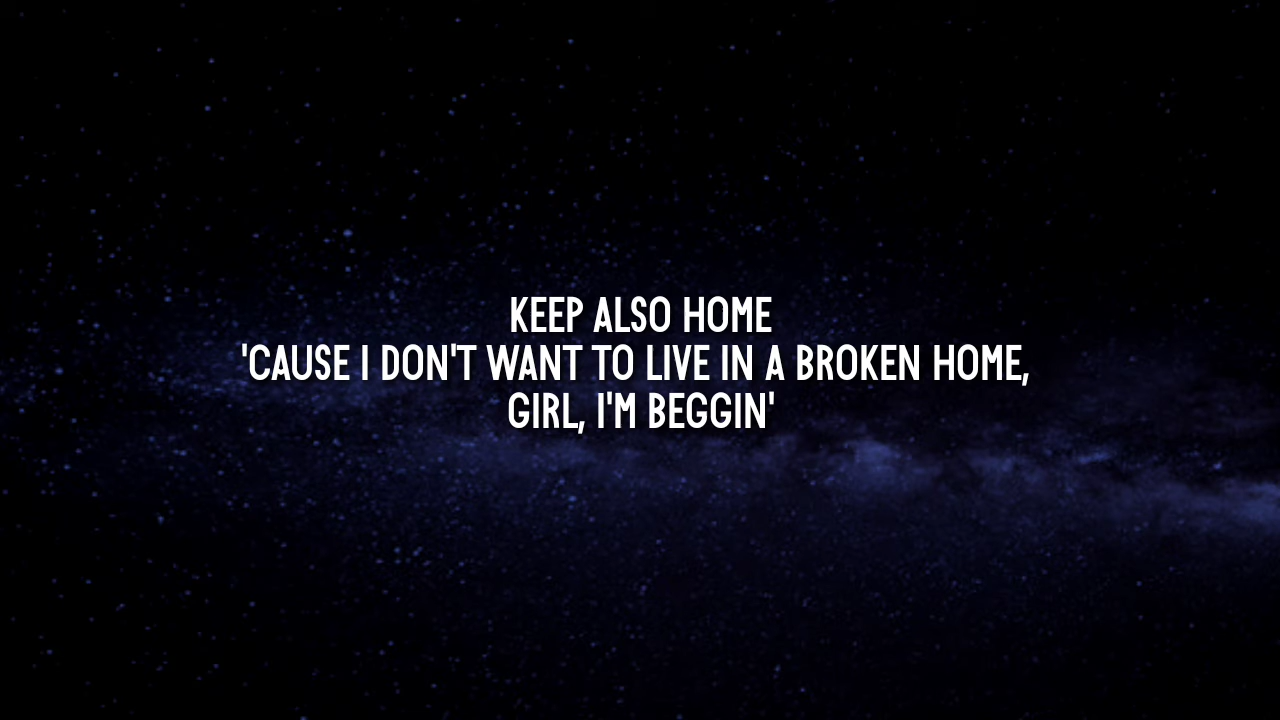 KEEP ALSO HOME
'CAUSE I DON'T WANT TO LIVE IN A BROKEN HOME,
GIRL, I'M BEGGIN'